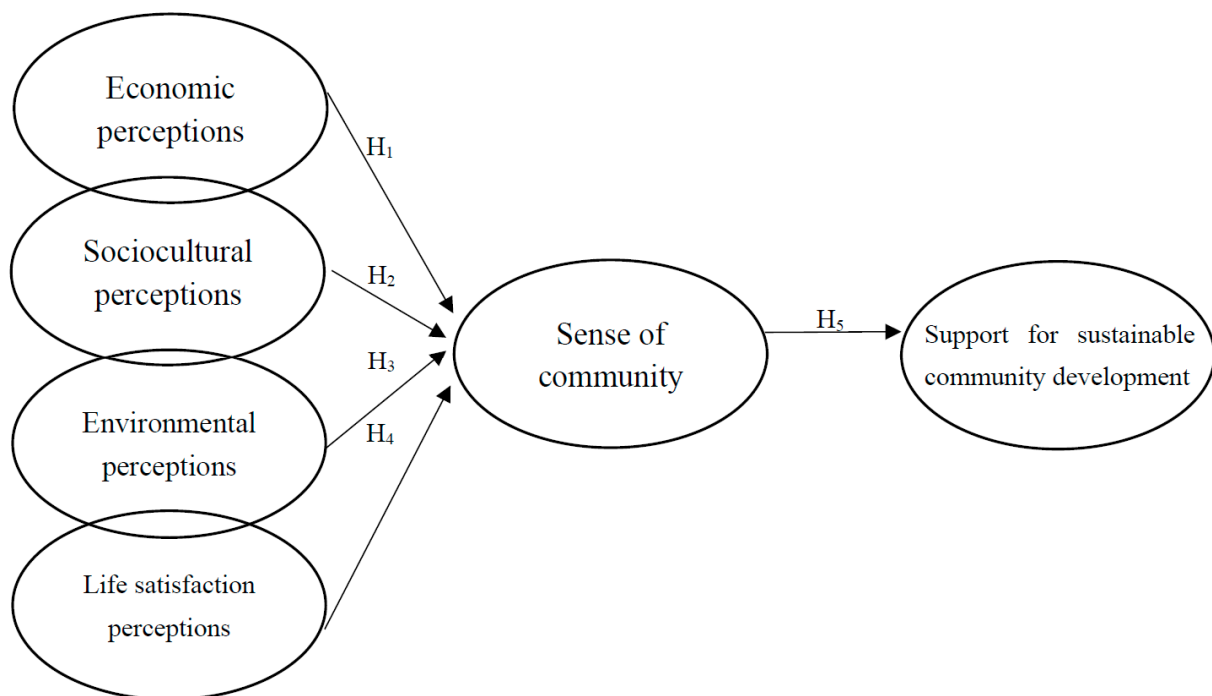 Economic
perceptions
H₁
Sociocultural
perceptions
H₂
Environmental
perceptions
H₃
H₄
Life satisfaction
perceptions
Sense of
community
H₅
Support for sustainable
community development